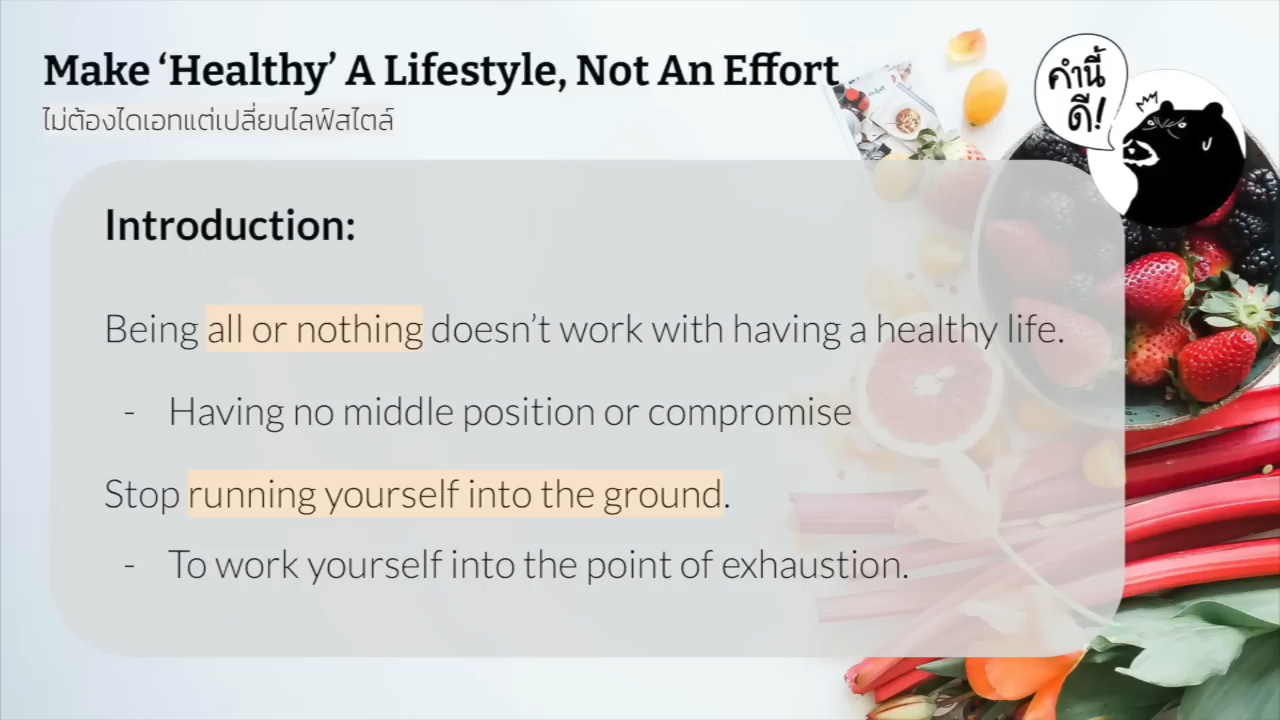 Make ‘Healthy’ A Lifestyle, Not An Effort
ไม่ต้องไดเอทแต่เปลี่ยนไลฟ์สไตล์
คำนี้
ดี!
Introduction:
Being all or nothing doesn’t work with having a healthy life.
- Having no middle position or compromise
Stop running yourself into the ground.
- To work yourself into the point of exhaustion.